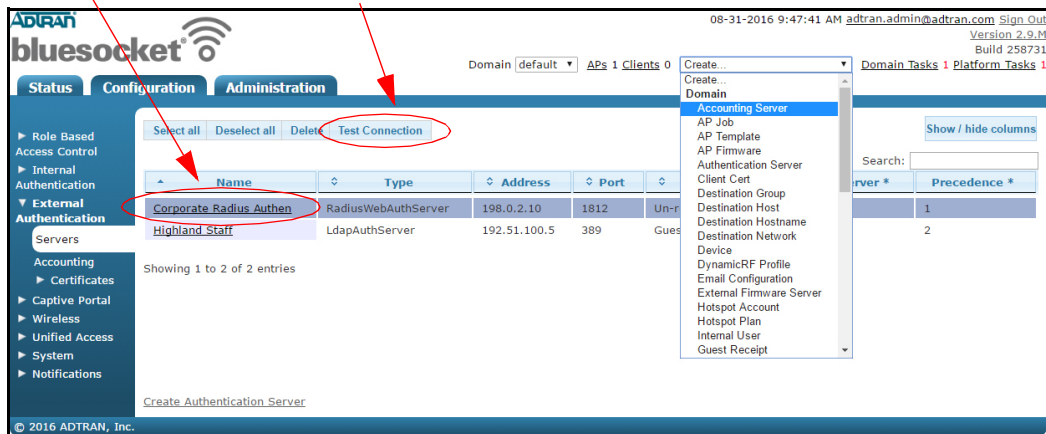 ADTRAN
bluesocket
08-31-2016 9:47:41 AM adtran.admin@adtran.com Sign Out
Version 2.9.M
Build 258731
Domain default APs 1 Clients 0 Create... Domain Tasks 1 Platform Tasks 1
Status Configuration Administration
Create...
Domain
Accounting Server
AP Job
AP Template
AP Firmware
Authentication Server
Client Cert
Destination Group
Destination Host
Destination Hostname
Destination Network
Device
DynamicRF Profile
Email Configuration
External Firmware Server
Hotspot Account
Hotspot Plan
Internal User
Guest Receipt
Role Based
Access Control
Internal
Authentication
External
Authentication
Servers
Accounting
Certificates
Captive Portal
Wireless
Unified Access
System
Notifications
Select all Deselect all Delete Test Connection
Show / hide columns
Search:
Name Type Address Port rver * Precedence *
Corporate Radius Authen RadiusWebAuthServer 198.0.2.10 1812 Un-r 1
Highland Staff LdapAuthServer 192.51.100.5 389 Gues 2
Showing 1 to 2 of 2 entries
Create Authentication Server
© 2016 ADTRAN, Inc.